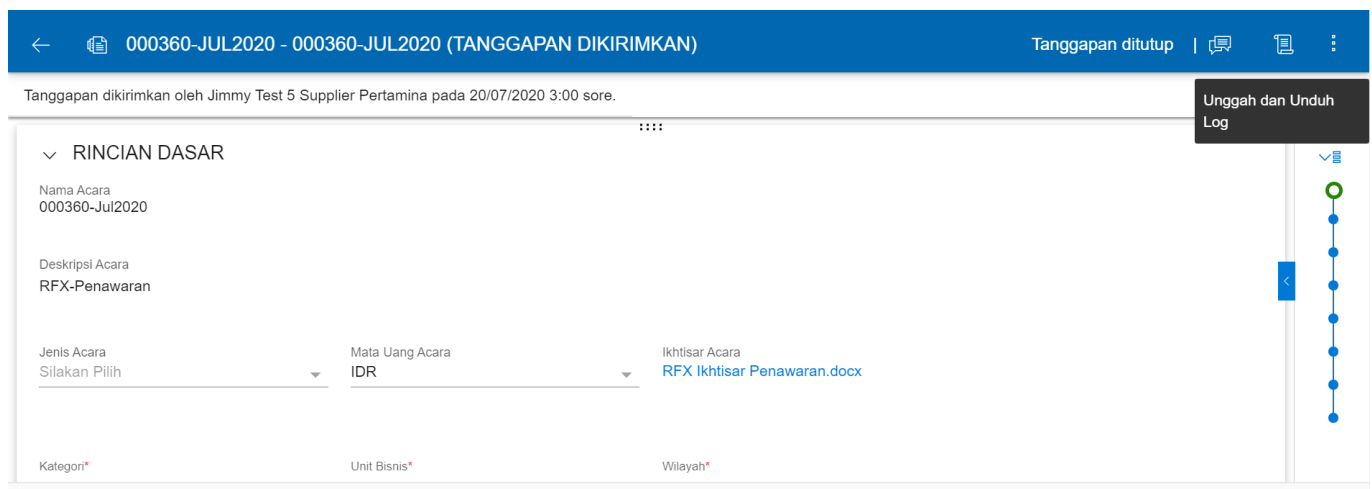 000360-JUL2020 - 000360-JUL2020 (TANGGAPAN DIKIRIMKAN)
Tanggapan ditutup |
Tanggapan dikirimkan oleh Jimmy Test 5 Supplier Pertamina pada 20/07/2020 3:00 sore.
Unggah dan Unduh
Log
RINCIAN DASAR
Nama Acara
000360-Jul2020
Deskripsi Acara
RFX-Penawaran
Jenis Acara Mata Uang Acara Ikhtisar Acara
Silakan Pilih IDR RFX Ikhtisar Penawaran.docx
Kategori* Unit Bisnis* Wilayah*